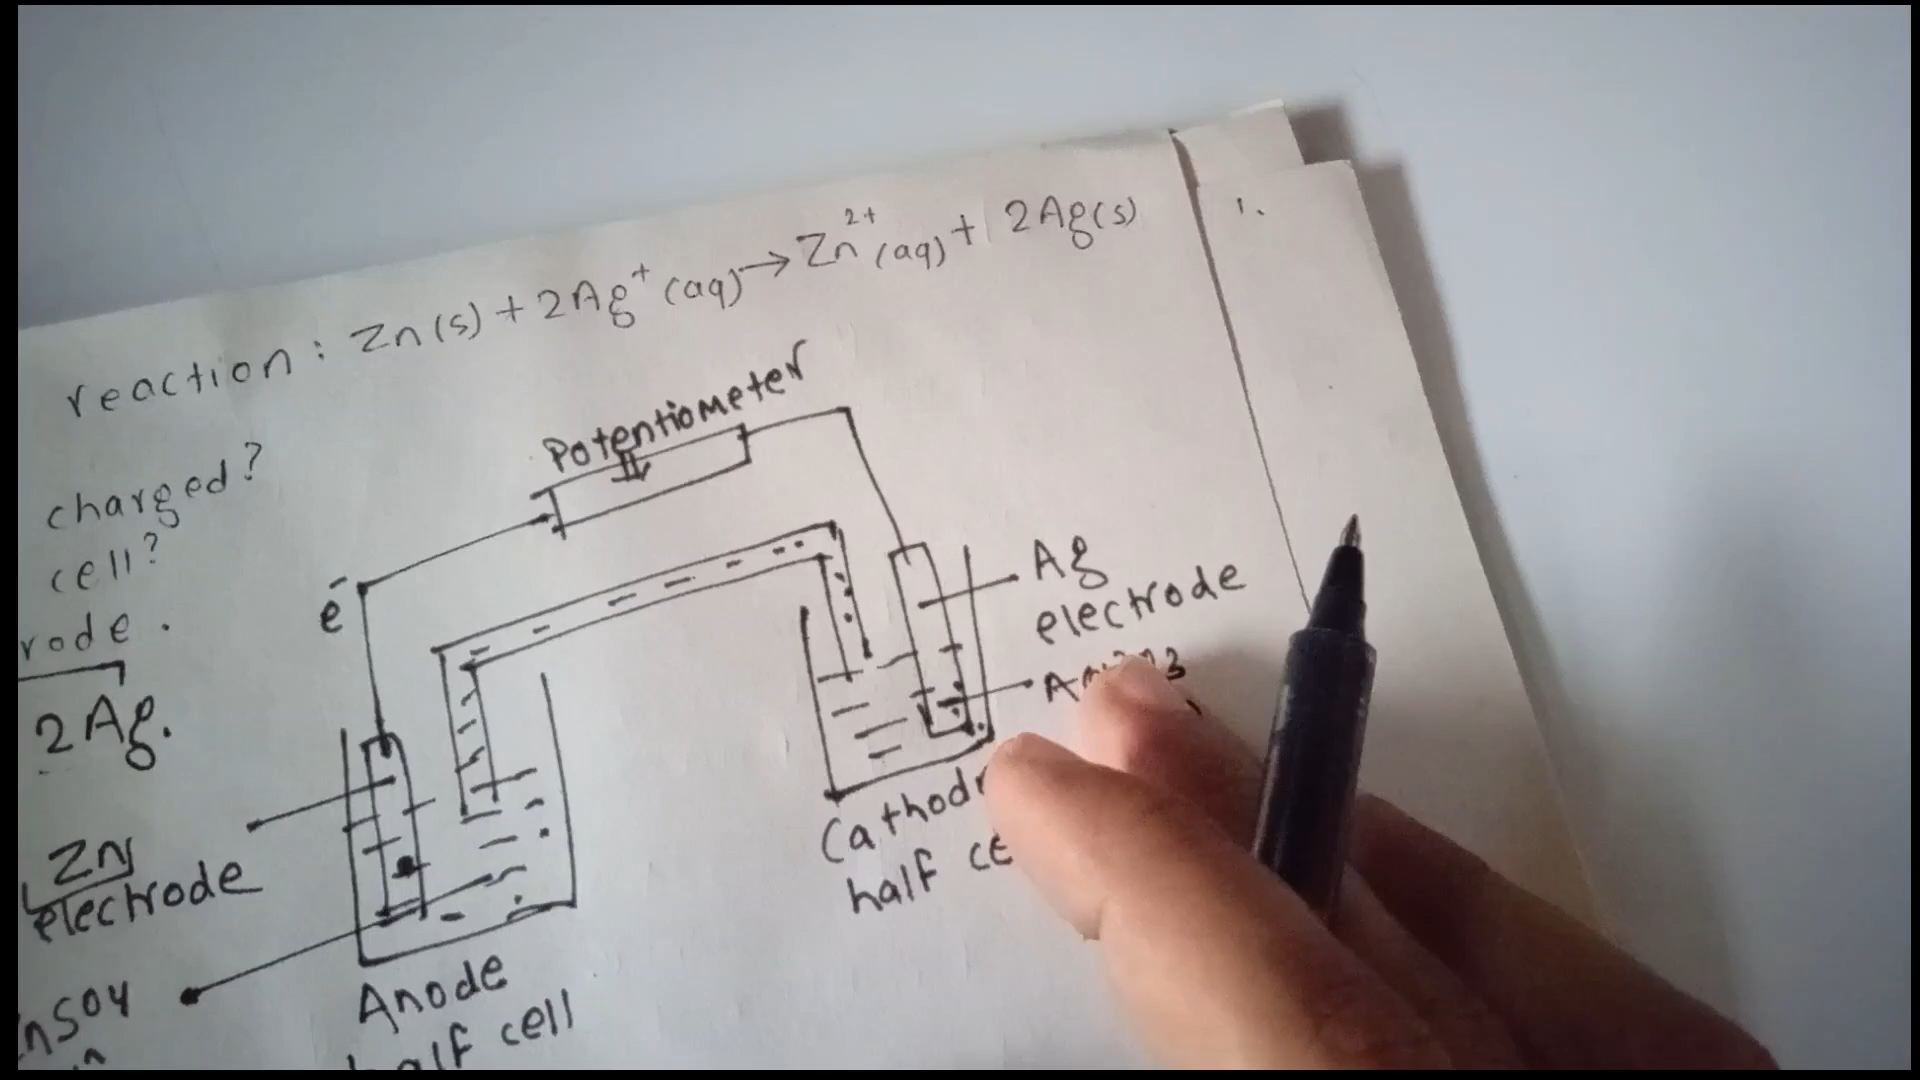 reaction : Zn(s) + 2Ag⁺(aq) → Zn²⁺(aq) + 2Ag(s)
1.
charged?
cell?
rode.
2Ag.
Potentiometer
e⁻
Ag
electrode
Zn
electrode
Cathod
half ce
Anode
half cell
nSO4